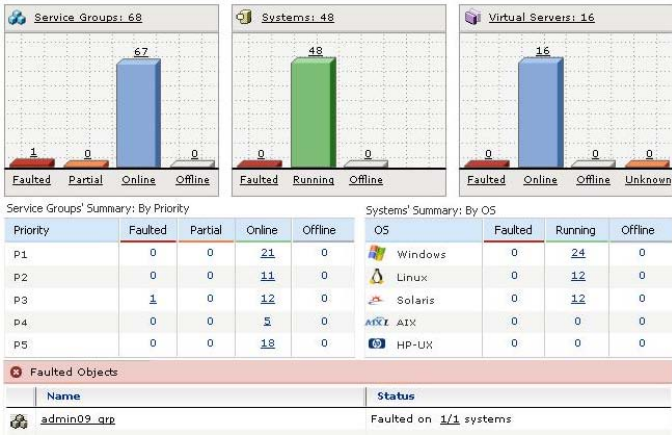 Service Groups: 68
67
1
0
0
Faulted Partial Online Offline
Systems: 48
48
0
0
Faulted Running Offline
Virtual Servers: 16
16
0
0
0
Faulted Online Offline Unknown
Service Groups' Summary: By Priority
Priority Faulted Partial Online Offline
P1 0 0 21 0
P2 0 0 11 0
P3 1 0 12 0
P4 0 0 5 0
P5 0 0 18 0
Systems' Summary: By OS
OS Faulted Running Offline
Windows 0 24 0
Linux 0 12 0
Solaris 0 12 0
AIX 0 0 0
HP-UX 0 0 0
Faulted Objects
Name Status
admin09_grp Faulted on 1/1 systems